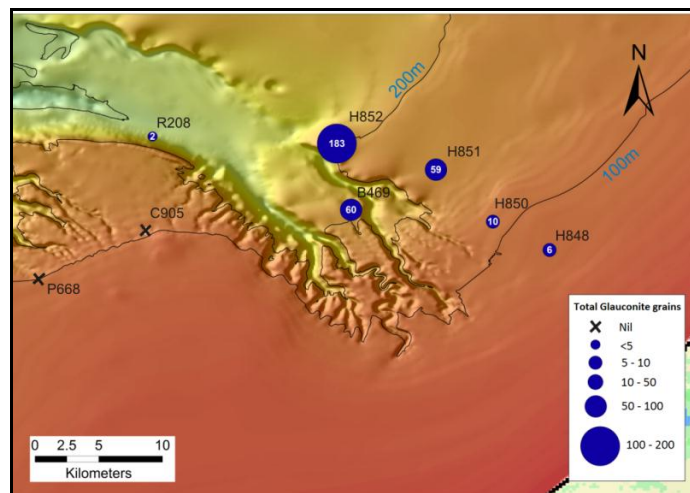 200m
N
H852
R208
2
183
H851
59
100m
B469
60
H850
10
C905
H848
6
P668
Total Glauconite grains
Nil
<5
5 - 10
10 - 50
50 - 100
100 - 200
0 2.5 5 10
Kilometers